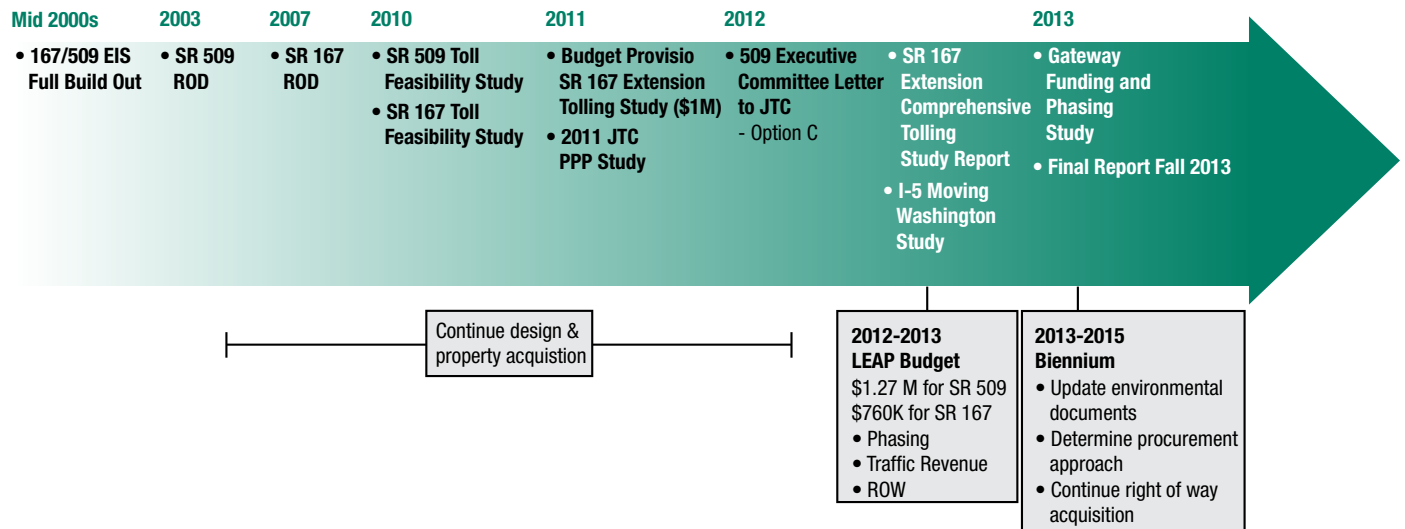 Mid 2000s
• 167/509 EIS
Full Build Out
2003
• SR 509
ROD
2007
• SR 167
ROD
2010
• SR 509 Toll
Feasibility Study
• SR 167 Toll
Feasibility Study
2011
• Budget Provisio
SR 167 Extension
Tolling Study ($1M)
• 2011 JTC
PPP Study
2012
• 509 Executive
Committee Letter
to JTC
- Option C
• SR 167
Extension
Comprehensive
Tolling
Study Report
• I-5 Moving
Washington
Study
2013
• Gateway
Funding and
Phasing
Study
• Final Report Fall 2013
Continue design &
property acquistion
2012-2013
LEAP Budget
$1.27 M for SR 509
$760K for SR 167
• Phasing
• Traffic Revenue
• ROW
2013-2015
Biennium
• Update environmental
documents
• Determine procurement
approach
• Continue right of way
acquisition